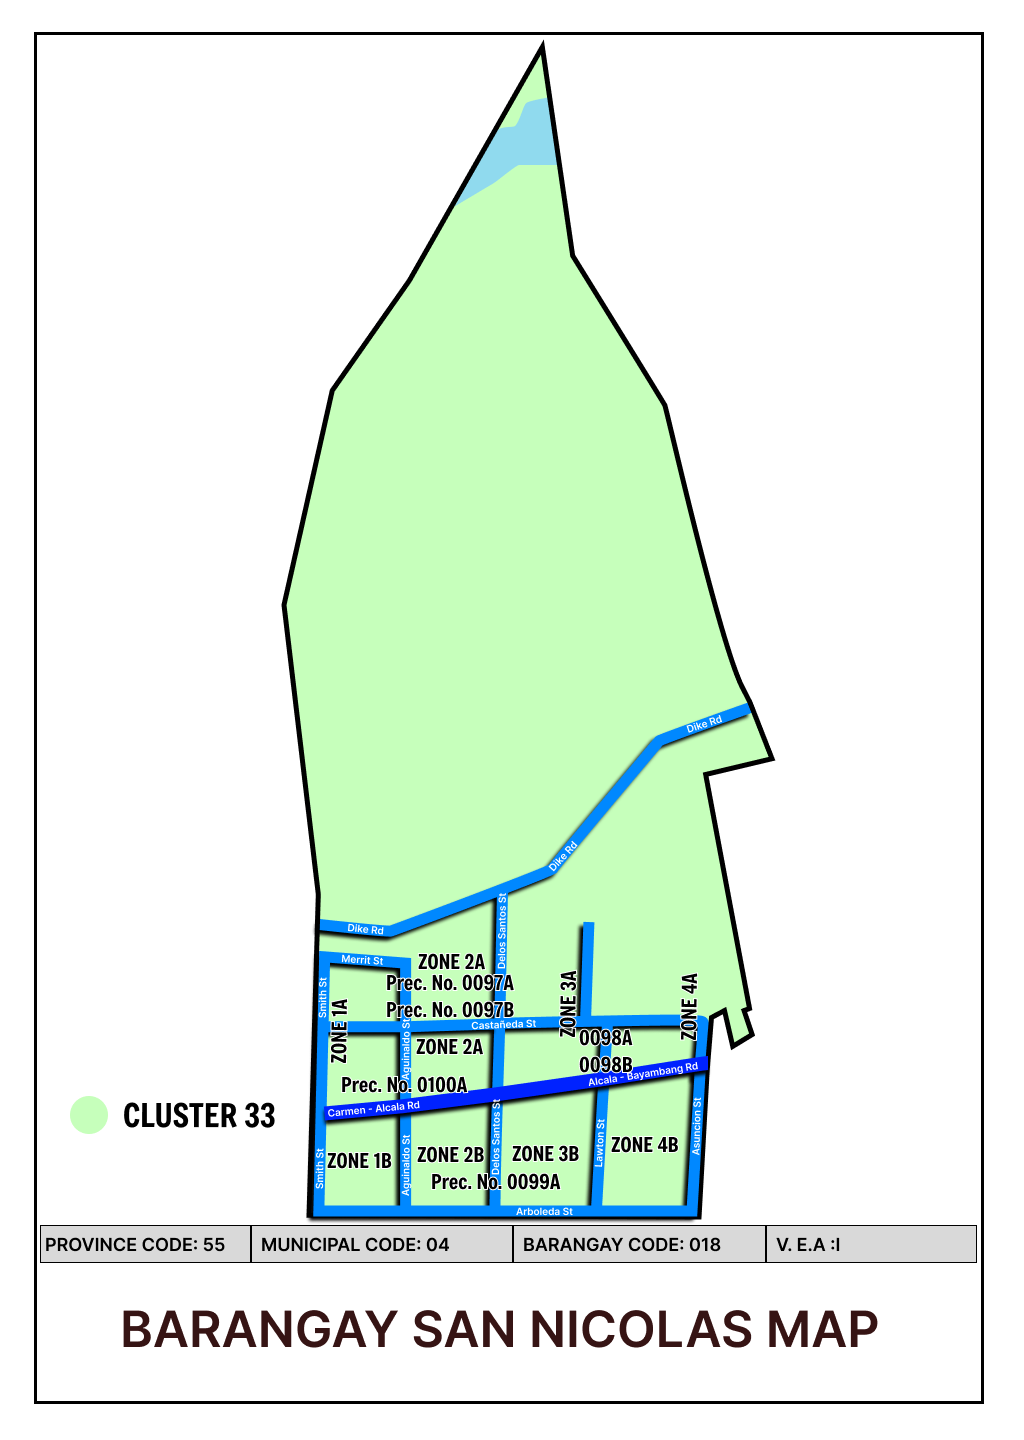 Dike Rd
Dike Rd
Dike Rd
Delos Santos St
Merrit St
ZONE 2A
Prec. No. 0097A
Prec. No. 0097B
Smith St
ZONE 1A
ZONE 3A
ZONE 4A
Castañeda St
Aguinaldo St
ZONE 2A
0098A
0098B
Prec. No. 0100A
Alcala - Bayambang Rd
Carmen - Alcala Rd
CLUSTER 33
Smith St
ZONE 1B
Aguinaldo St
ZONE 2B
Delos Santos St
ZONE 3B
Lawton St
ZONE 4B
Asuncion St
Prec. No. 0099A
Arboleda St
PROVINCE CODE: 55
MUNICIPAL CODE: 04
BARANGAY CODE: 018
V. E.A :I
BARANGAY SAN NICOLAS MAP